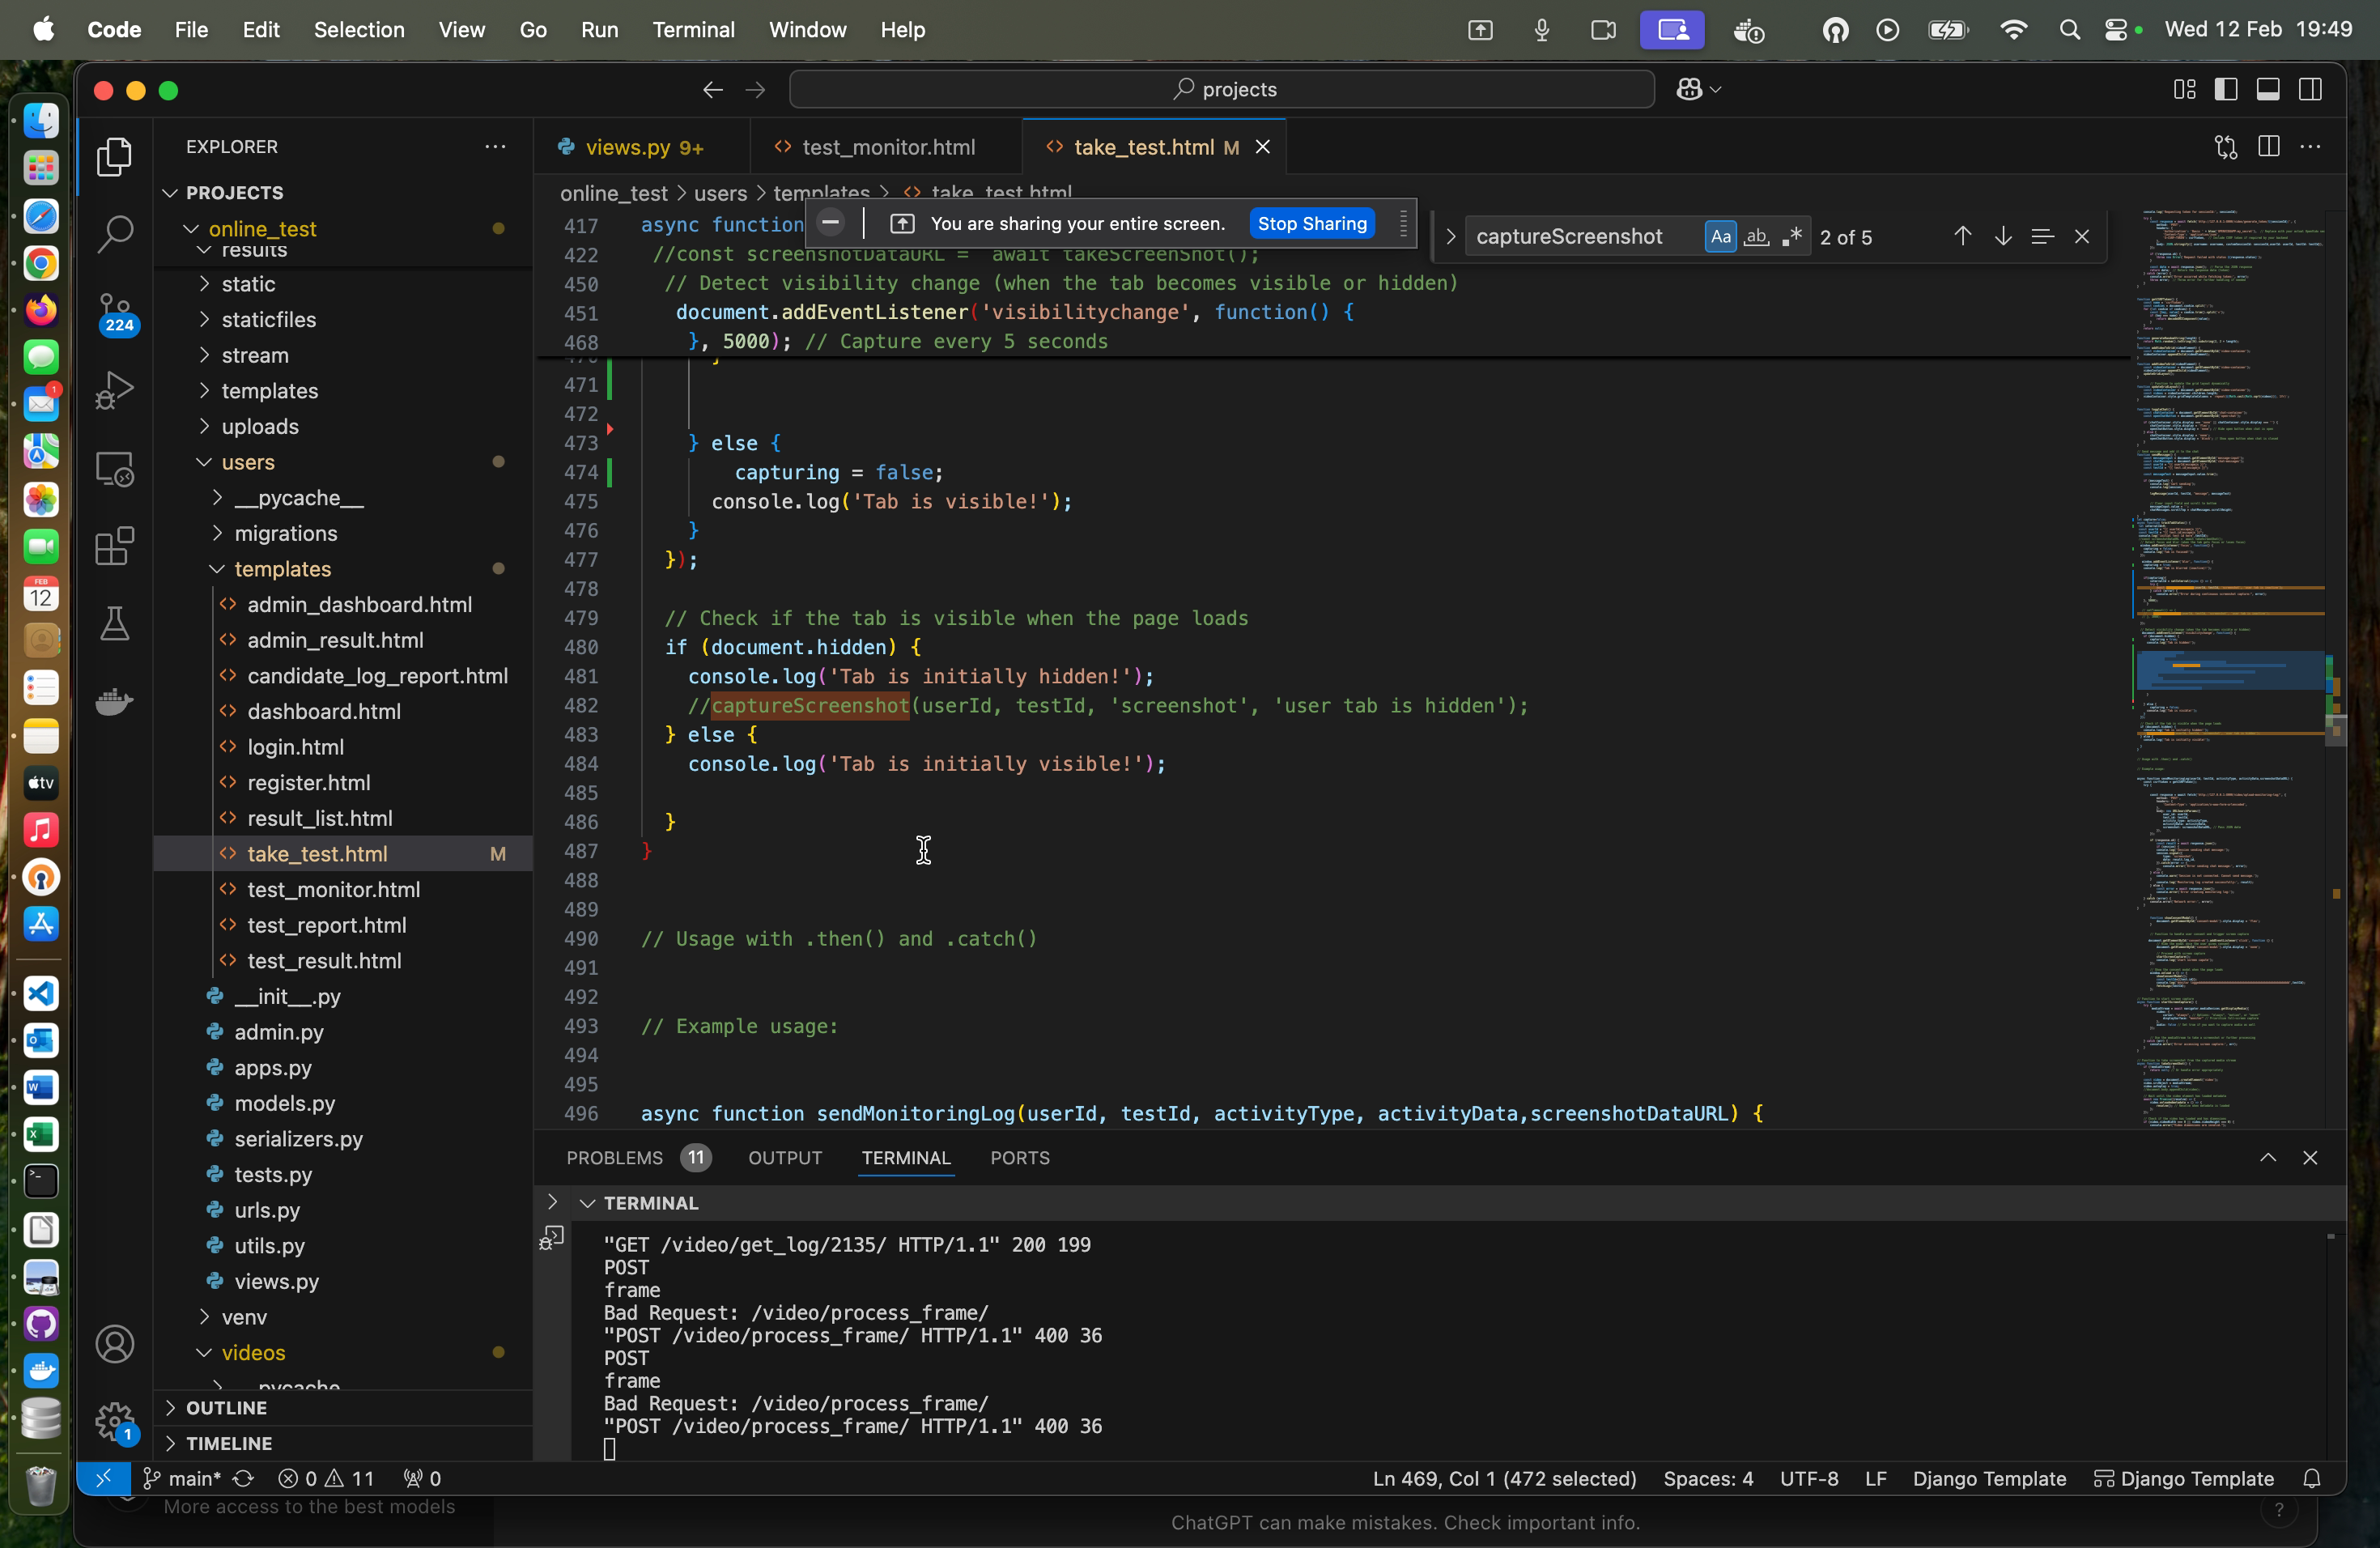 Code File Edit Selection View Go Run Terminal Window Help Wed 12 Feb 19:49
projects
EXPLORER
PROJECTS
online_test
results
static
staticfiles
stream
templates
uploads
users
__pycache__
migrations
templates
admin_dashboard.html
admin_result.html
candidate_log_report.html
dashboard.html
login.html
register.html
result_list.html
take_test.html M
test_monitor.html
test_report.html
test_result.html
__init__.py
admin.py
apps.py
models.py
serializers.py
tests.py
urls.py
utils.py
views.py
venv
videos
pycache
OUTLINE
TIMELINE
224
1
1
FEB
12
tv
views.py 9+ test_monitor.html take_test.html M
online_test > users > templates > take_test.html
You are sharing your entire screen. Stop Sharing
captureScreenshot Aa ab .* 2 of 5
417 async function
422 //const screenshotDataURL = await takeScreenShot();
450 // Detect visibility change (when the tab becomes visible or hidden)
451 document.addEventListener('visibilitychange', function() {
468 }, 5000); // Capture every 5 seconds
471
472
473 } else {
474 capturing = false;
475 console.log('Tab is visible!');
476 }
477 });
478
479 // Check if the tab is visible when the page loads
480 if (document.hidden) {
481 console.log('Tab is initially hidden!');
482 //captureScreenshot(userId, testId, 'screenshot', 'user tab is hidden');
483 } else {
484 console.log('Tab is initially visible!');
485
486 }
487 }
488
489
490 // Usage with .then() and .catch()
491
492
493 // Example usage:
494
495
496 async function sendMonitoringLog(userId, testId, activityType, activityData,screenshotDataURL) {
PROBLEMS 11 OUTPUT TERMINAL PORTS
TERMINAL
"GET /video/get_log/2135/ HTTP/1.1" 200 199
POST
frame
Bad Request: /video/process_frame/
"POST /video/process_frame/ HTTP/1.1" 400 36
POST
frame
Bad Request: /video/process_frame/
"POST /video/process_frame/ HTTP/1.1" 400 36
main* 0 11 0 Ln 469, Col 1 (472 selected) Spaces: 4 UTF-8 LF Django Template Django Template
More access to the best models
ChatGPT can make mistakes. Check important info. ?